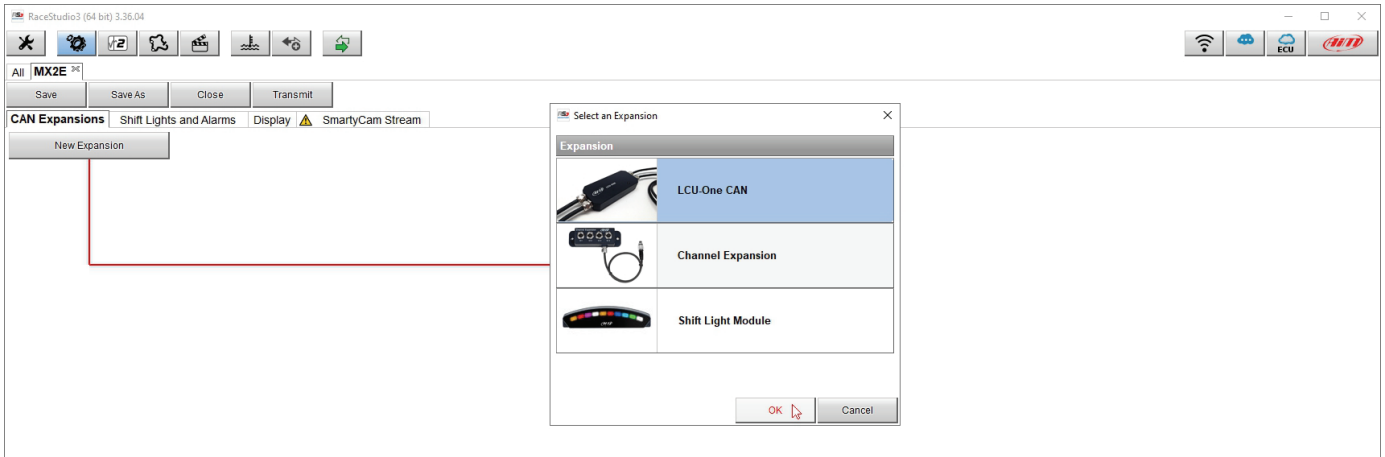 RaceStudio3 (64 bit) 3.36.04
ECU
All MX2E
Save Save As Close Transmit
CAN Expansions Shift Lights and Alarms Display SmartyCam Stream
New Expansion
Select an Expansion
Expansion
LCU-One CAN
Channel Expansion
Shift Light Module
OK Cancel